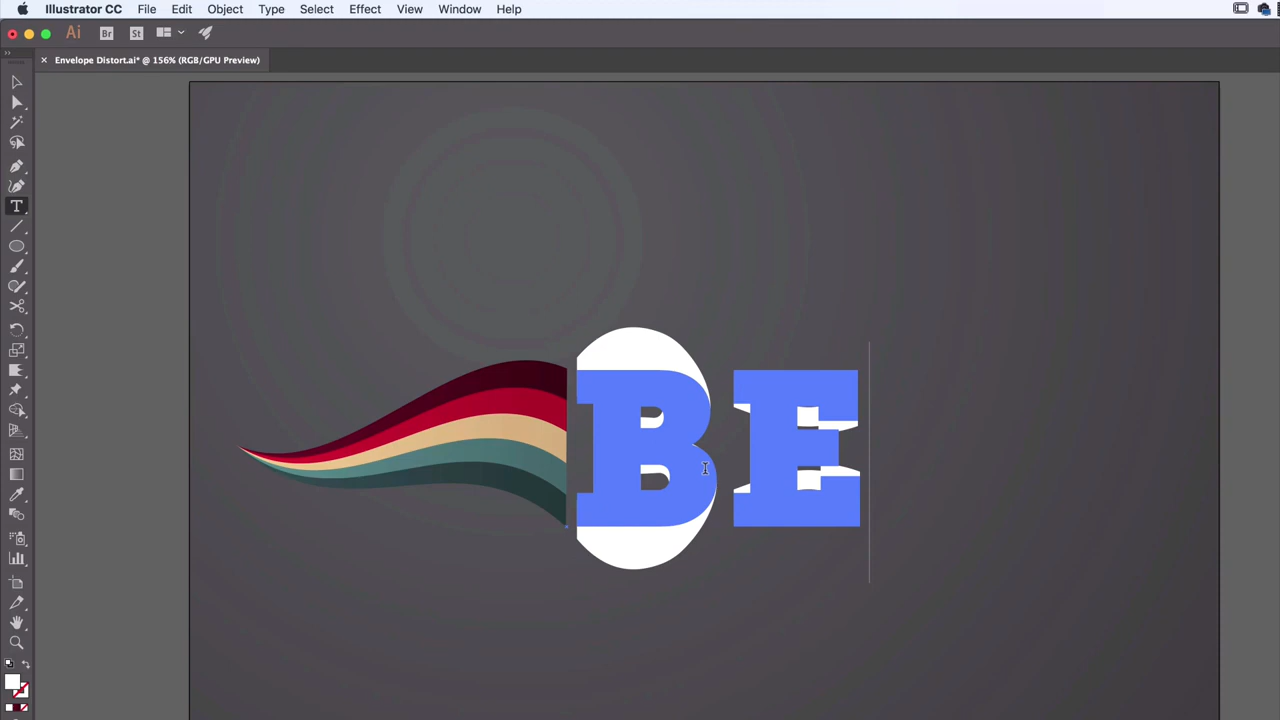 Illustrator CC File Edit Object Type Select Effect View Window Help
Ai Br St
× Envelope Distort.ai* @ 156% (RGB/GPU Preview)
T
BE